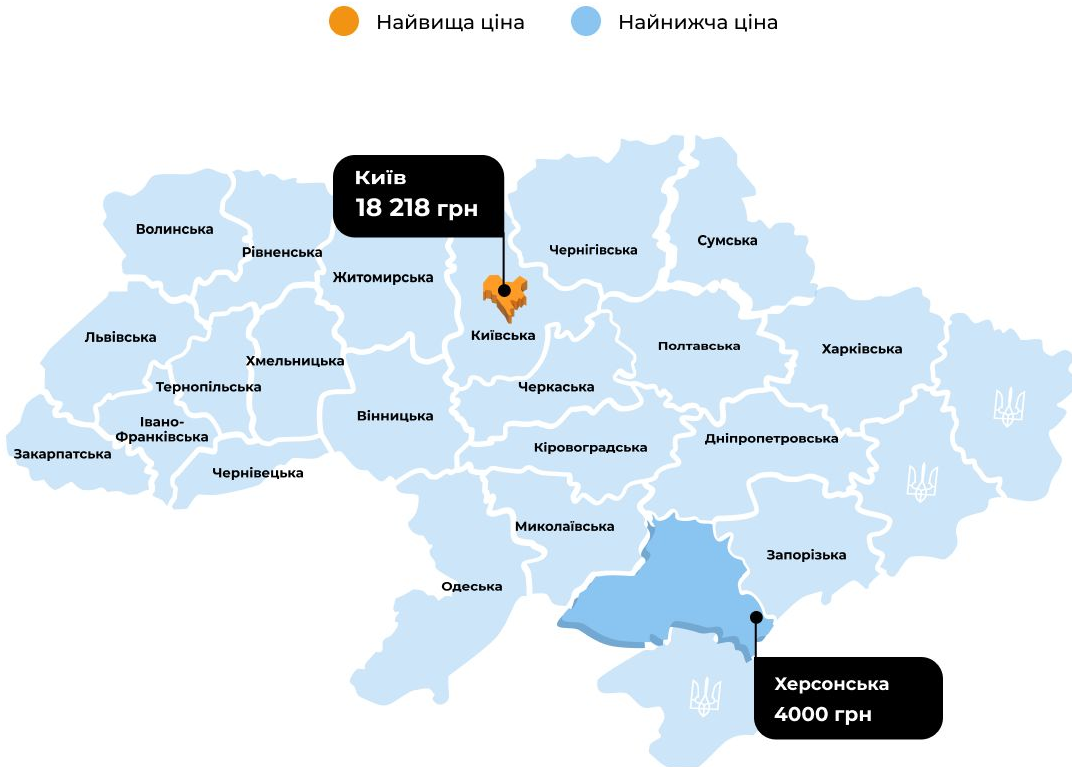 Найвища ціна
Найнижча ціна
Київ
18 218 грн
Волинська
Рівненська
Житомирська
Чернігівська
Сумська
Львівська
Хмельницька
Тернопільська
Київська
Полтавська
Харківська
Черкаська
Вінницька
Івано-
Франківська
Закарпатська
Чернівецька
Кіровоградська
Дніпропетровська
Миколаївська
Запорізька
Одеська
Херсонська
4000 грн